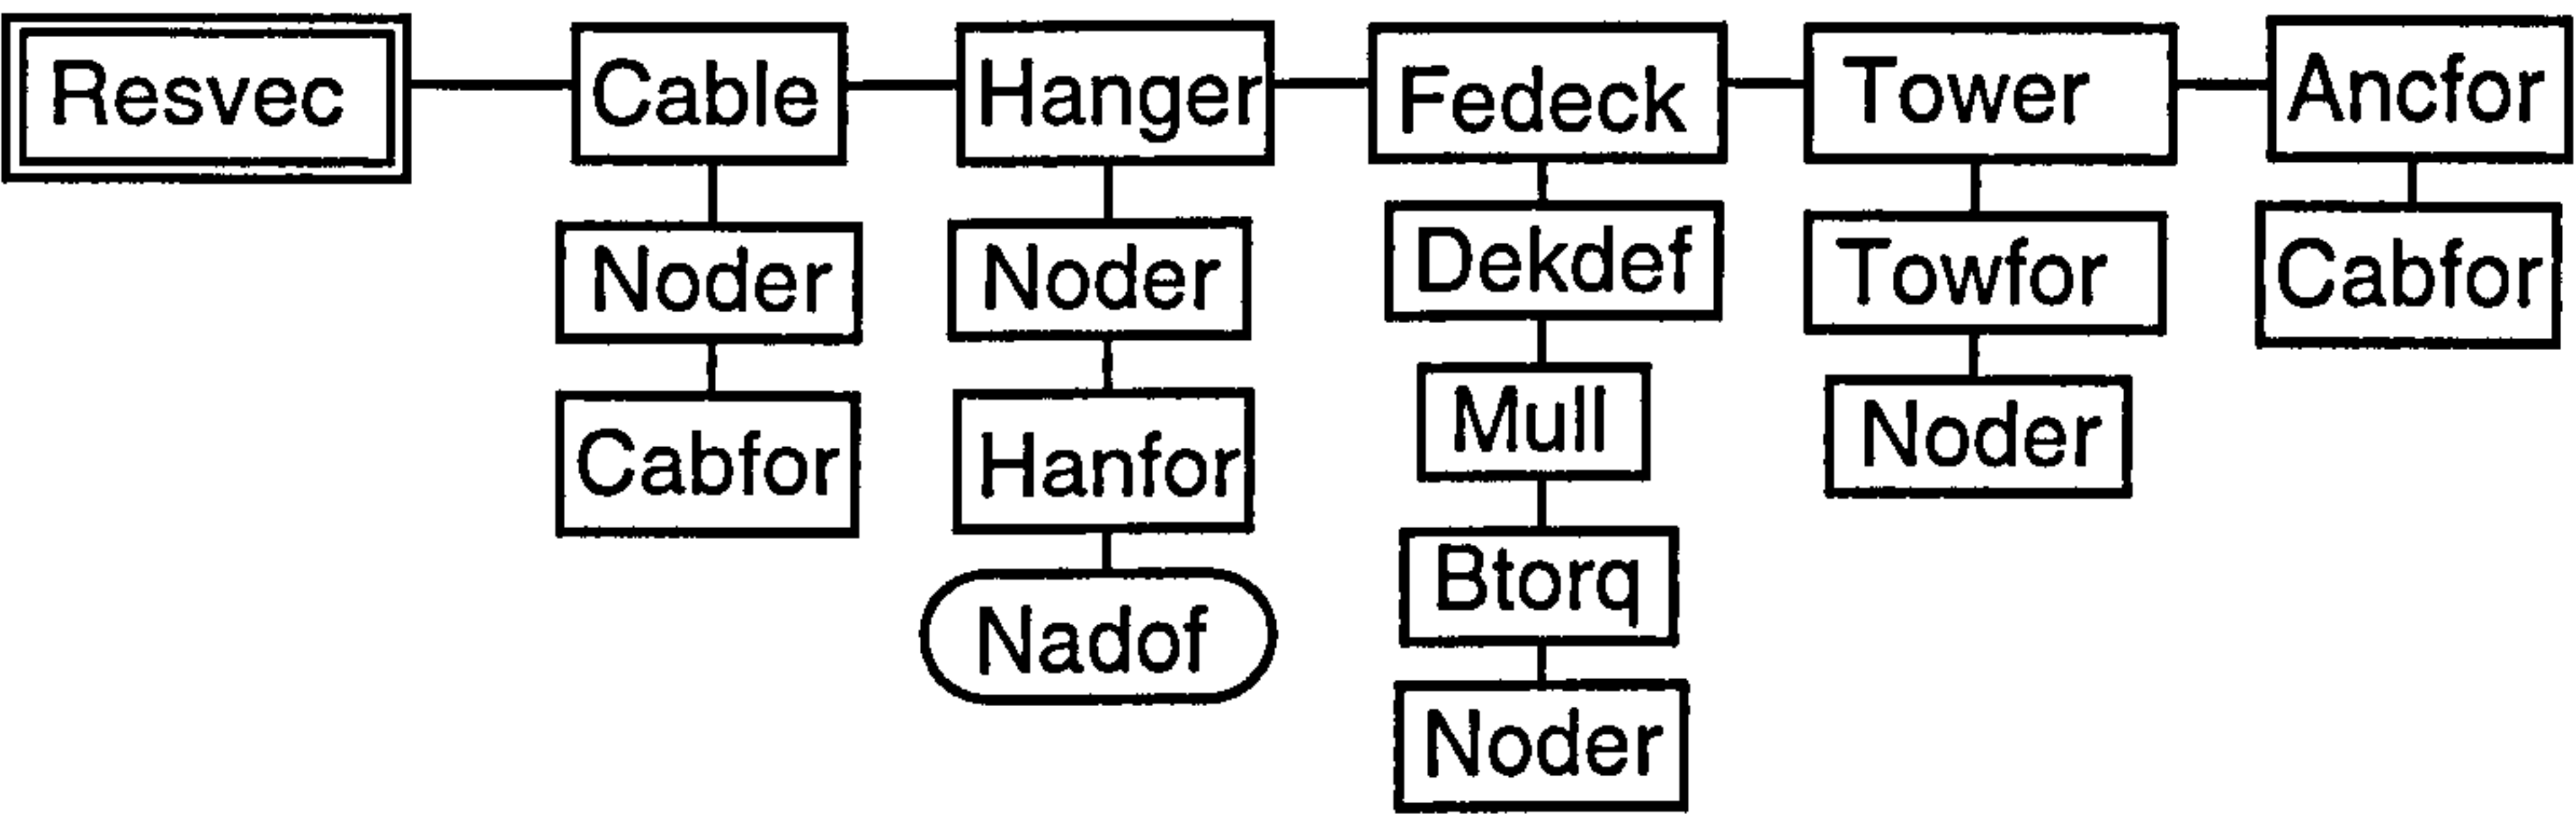 Resvec
Cable
Hanger
Fedeck
Tower
Ancfor
Noder
Noder
Dekdef
Towfor
Cabfor
Cabfor
Hanfor
Mull
Noder
Nadof
Btorq
Noder